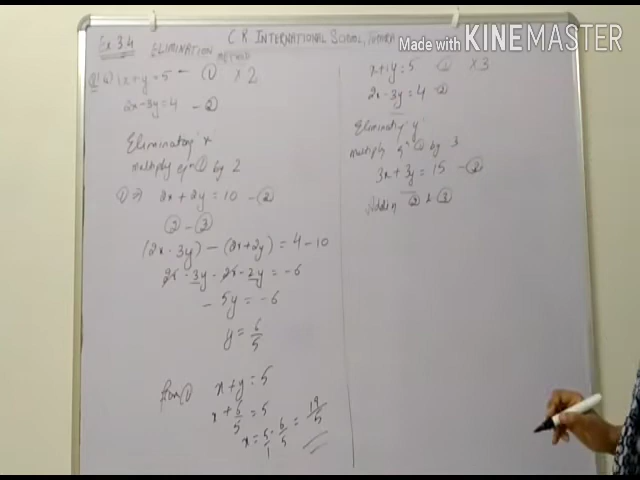 Made with KINEMASTER
C R INTERNATIONAL SCHOOL,
Ex 3.4 ELIMINATION METHOD
Q1 (i) x+y = 5 - ① × 2
2x-3y=4 - ②
Eliminating 'x'
multiply eqn ① by 2
① ⇒ 2x + 2y = 10 - ②
② - ③
(2x - 3y) - (2x+2y) = 4 - 10
2x - 3y - 2x - 2y = -6
- 5y = -6
y = 6/5
from ① x + y = 5
x + 6/5 = 5
x = 5/1 - 6/5 = 19/5
x+y = 5 ① × 3
2x - 3y = 4 ②
Eliminating 'y'
multiply eqn ① by 3
3x + 3y = 15 - ②
Adding ② & ③